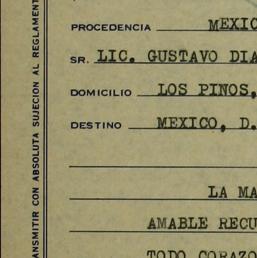 PROCEDENCIA MEXIC
SR. LIC. GUSTAVO DIA
DOMICILIO LOS PINOS,
DESTINO MEXICO, D.
LA MA
AMABLE RECU
TODO CORAZO
ANSMITIR CON ABSOLUTA SUJECION AL REGLAMENT